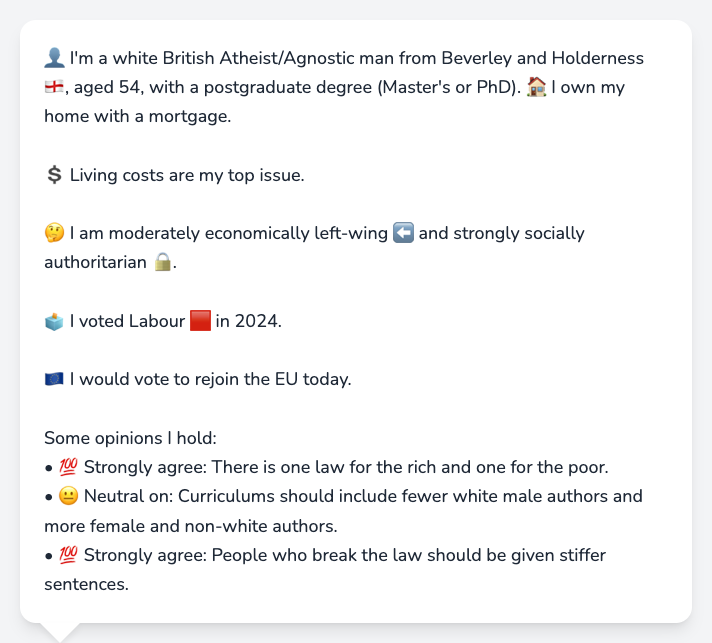 👤 I'm a white British Atheist/Agnostic man from Beverley and Holderness
🏴󠁧󠁢󠁥󠁮󠁧󠁿, aged 54, with a postgraduate degree (Master's or PhD). 🏠 I own my
home with a mortgage.
💲 Living costs are my top issue.
🤔 I am moderately economically left-wing ⬅️ and strongly socially
authoritarian 🔒.
🗳️ I voted Labour 🟥 in 2024.
🇪🇺 I would vote to rejoin the EU today.
Some opinions I hold:
• 💯 Strongly agree: There is one law for the rich and one for the poor.
• 😐 Neutral on: Curriculums should include fewer white male authors and
more female and non-white authors.
• 💯 Strongly agree: People who break the law should be given stiffer
sentences.